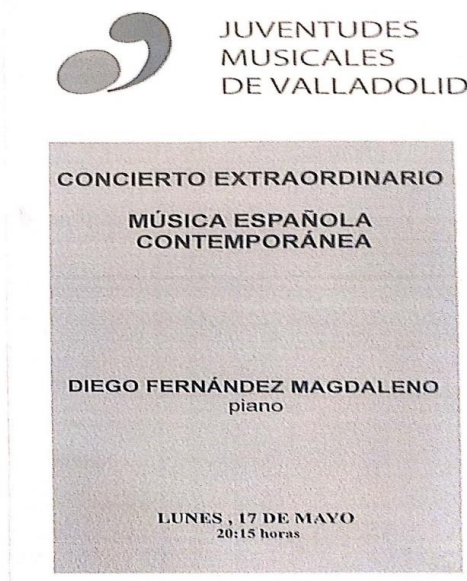 JUVENTUDES
MUSICALES
DE VALLADOLID
CONCIERTO EXTRAORDINARIO
MÚSICA ESPAÑOLA
CONTEMPORÁNEA
DIEGO FERNÁNDEZ MAGDALENO
piano
LUNES , 17 DE MAYO
20:15 horas